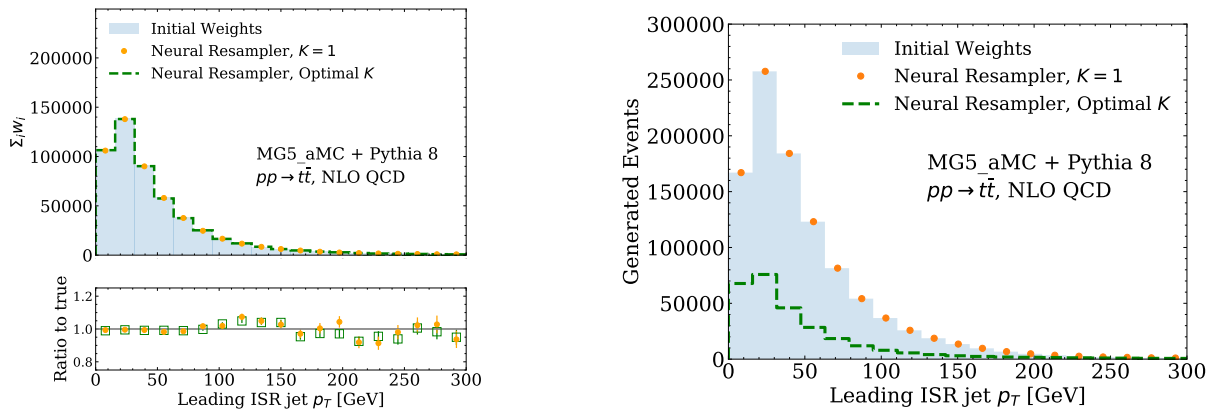 Initial Weights
Neural Resampler, K = 1
Neural Resampler, Optimal K
MG5_aMC + Pythia 8
pp → tt̄, NLO QCD
Σᵢwᵢ
200000
150000
100000
50000
0
Ratio to true
1.2
1.0
0.8
0 50 100 150 200 250 300
Leading ISR jet p_T [GeV]
Initial Weights
Neural Resampler, K = 1
Neural Resampler, Optimal K
MG5_aMC + Pythia 8
pp → tt̄, NLO QCD
Generated Events
300000
250000
200000
150000
100000
50000
0
0 50 100 150 200 250 300
Leading ISR jet p_T [GeV]